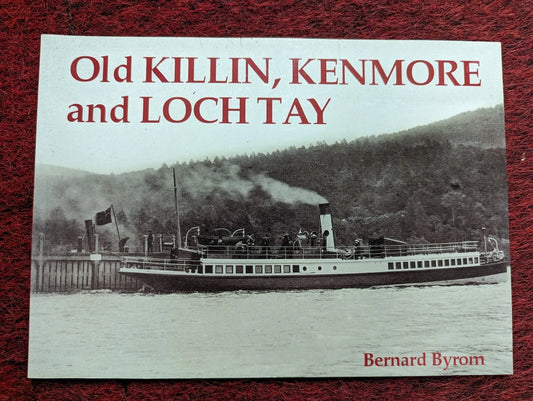 Old KILLIN, KENMORE
and LOCH TAY
Bernard Byrom